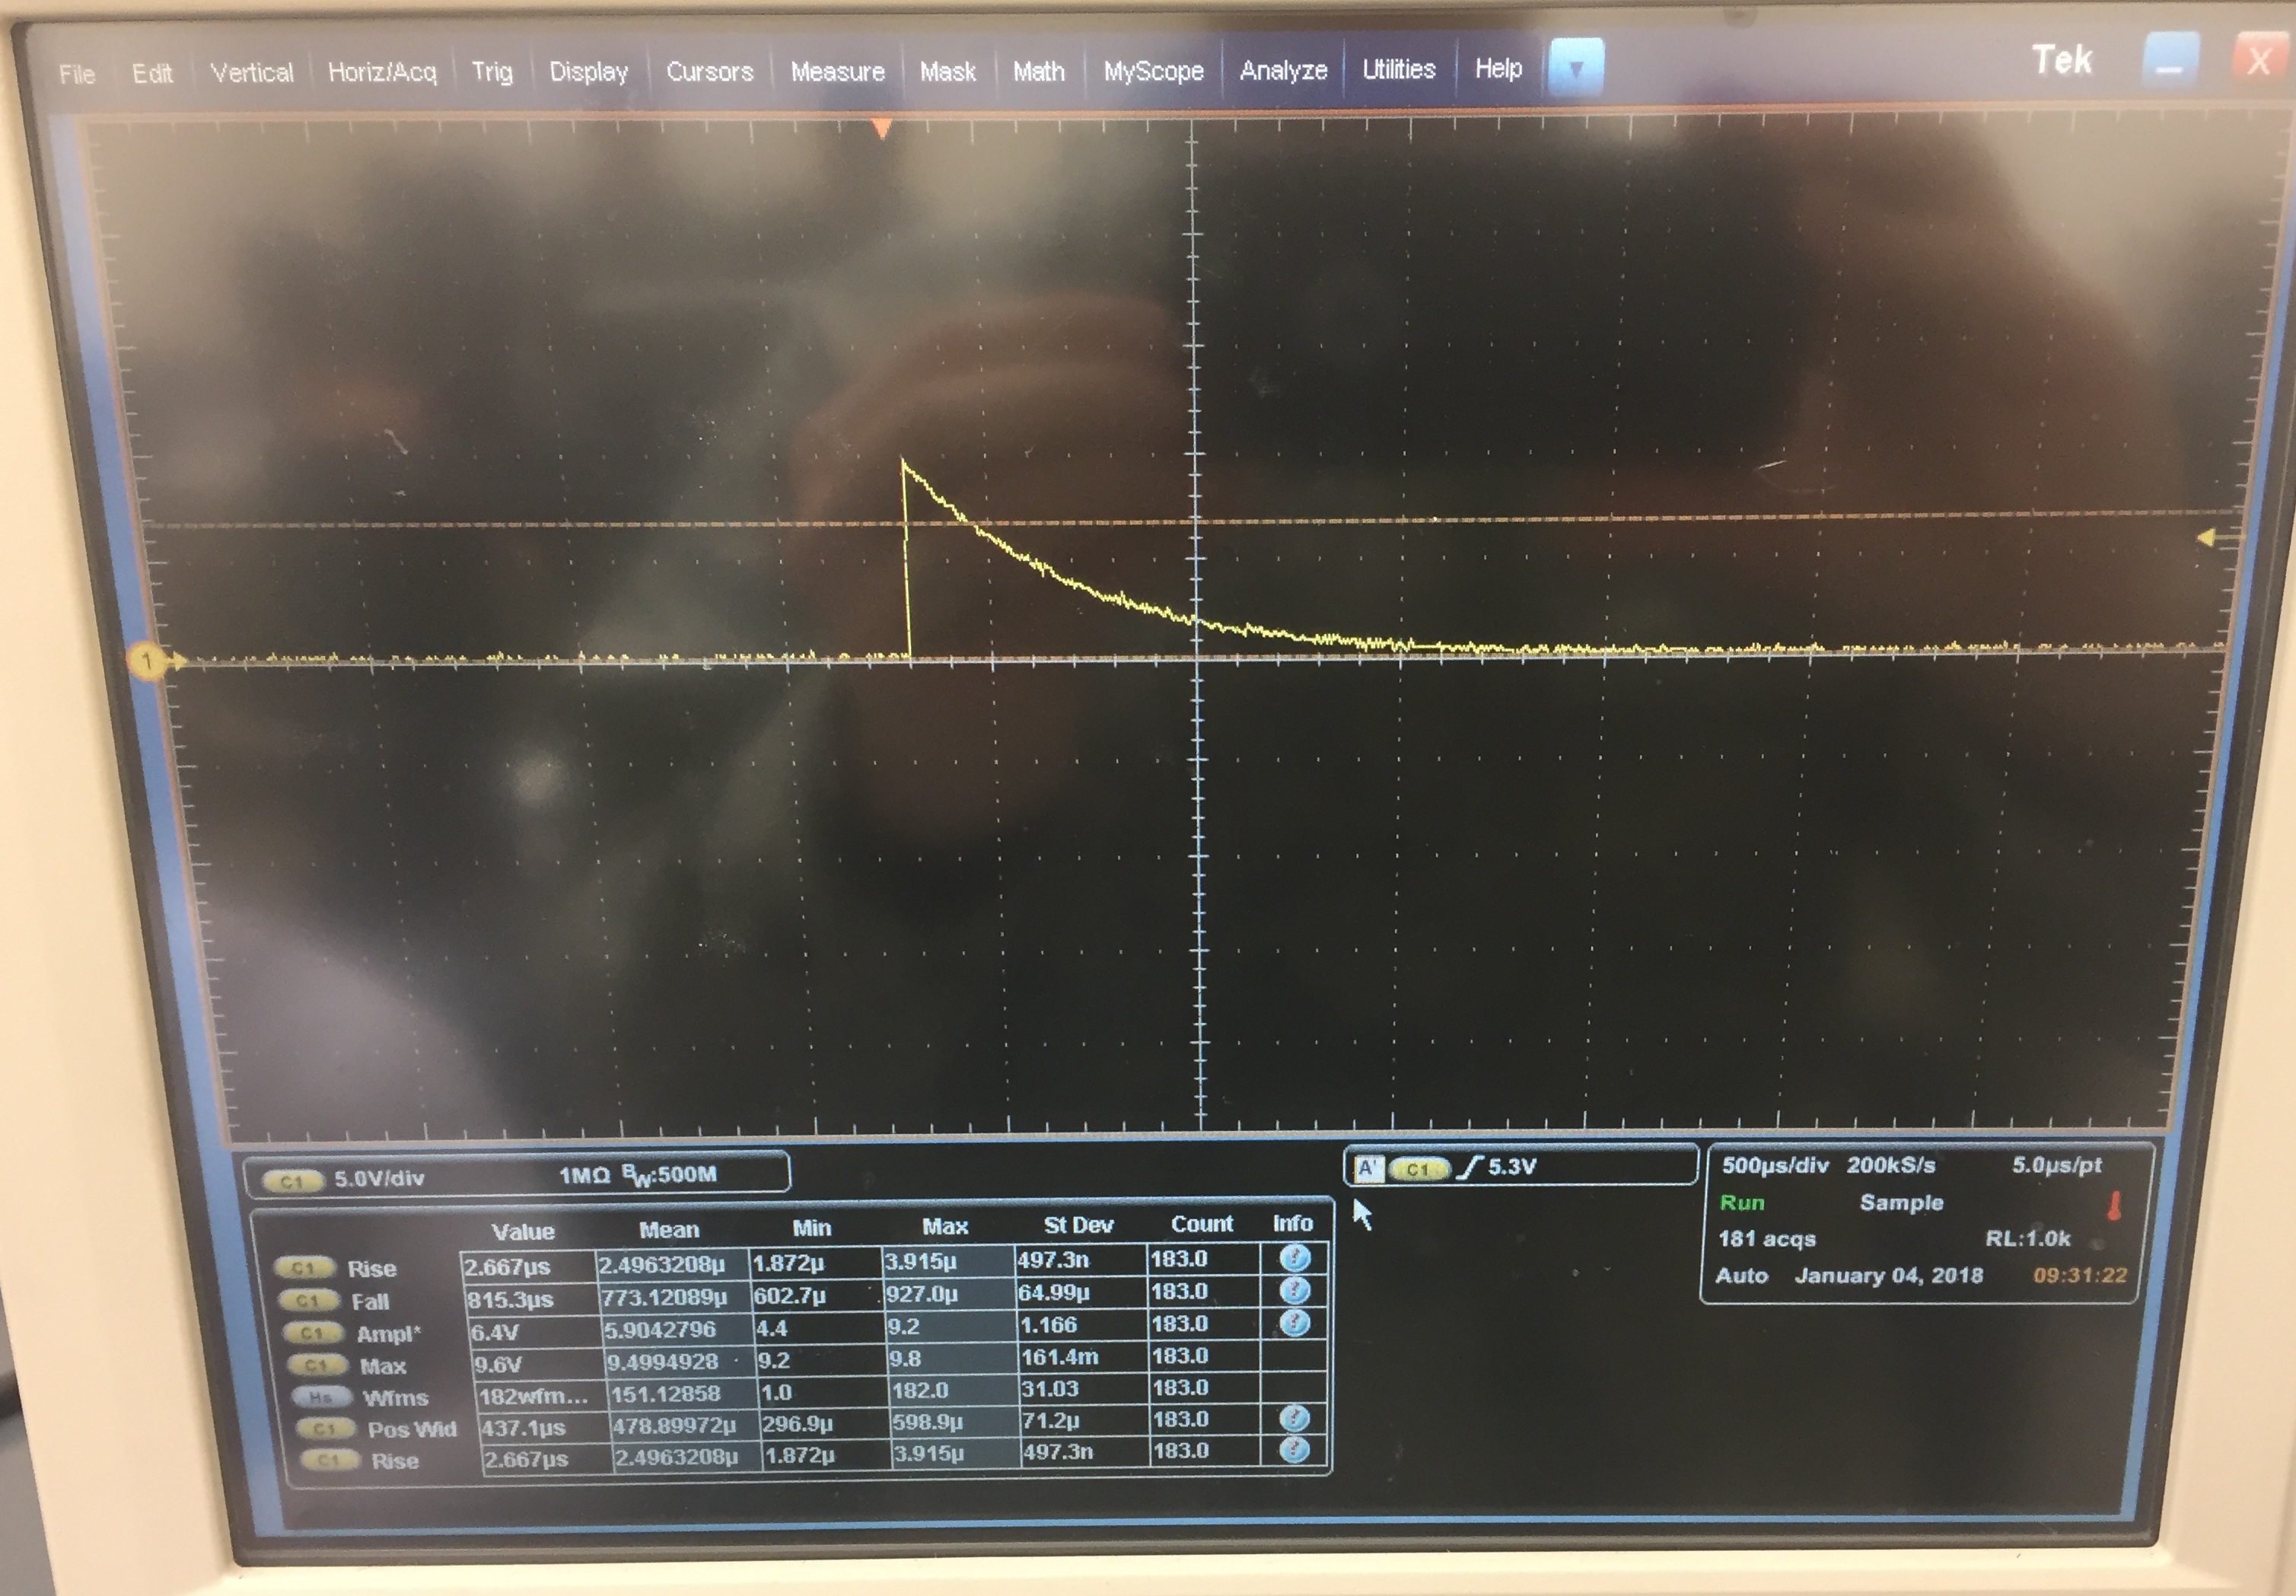 File Edit Vertical Horiz/Acq Trig Display Cursors Measure Mask Math MyScope Analyze Utilities Help Tek X
1
C1 5.0V/div 1MΩ BW:500M
A' C1 5.3V
500µs/div 200kS/s 5.0µs/pt
Run Sample
181 acqs RL:1.0k
Auto January 04, 2018 09:31:22
Value Mean Min Max St Dev Count Info
C1 Rise 2.667µs 2.4963208µ 1.872µ 3.915µ 497.3n 183.0
C1 Fall 815.3µs 773.12089µ 602.7µ 927.0µ 64.99µ 183.0
C1 Ampl* 6.4V 5.9042796 4.4 9.2 1.166 183.0
C1 Max 9.6V 9.4994928 9.2 9.8 161.4m 183.0
Hs Wfms 182wfm... 151.12858 1.0 182.0 31.03 183.0
C1 Pos Wid 437.1µs 478.89972µ 296.9µ 598.9µ 71.2µ 183.0
C1 Rise 2.667µs 2.4963208µ 1.872µ 3.915µ 497.3n 183.0